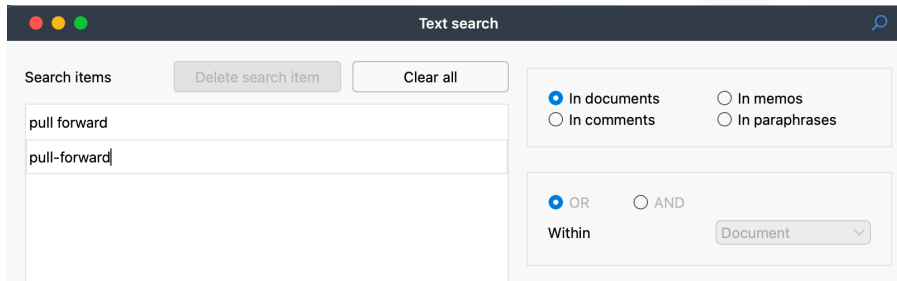 Text search
Search items
Delete search item
Clear all
pull forward
pull-forward
In documents
In memos
In comments
In paraphrases
OR
AND
Within
Document